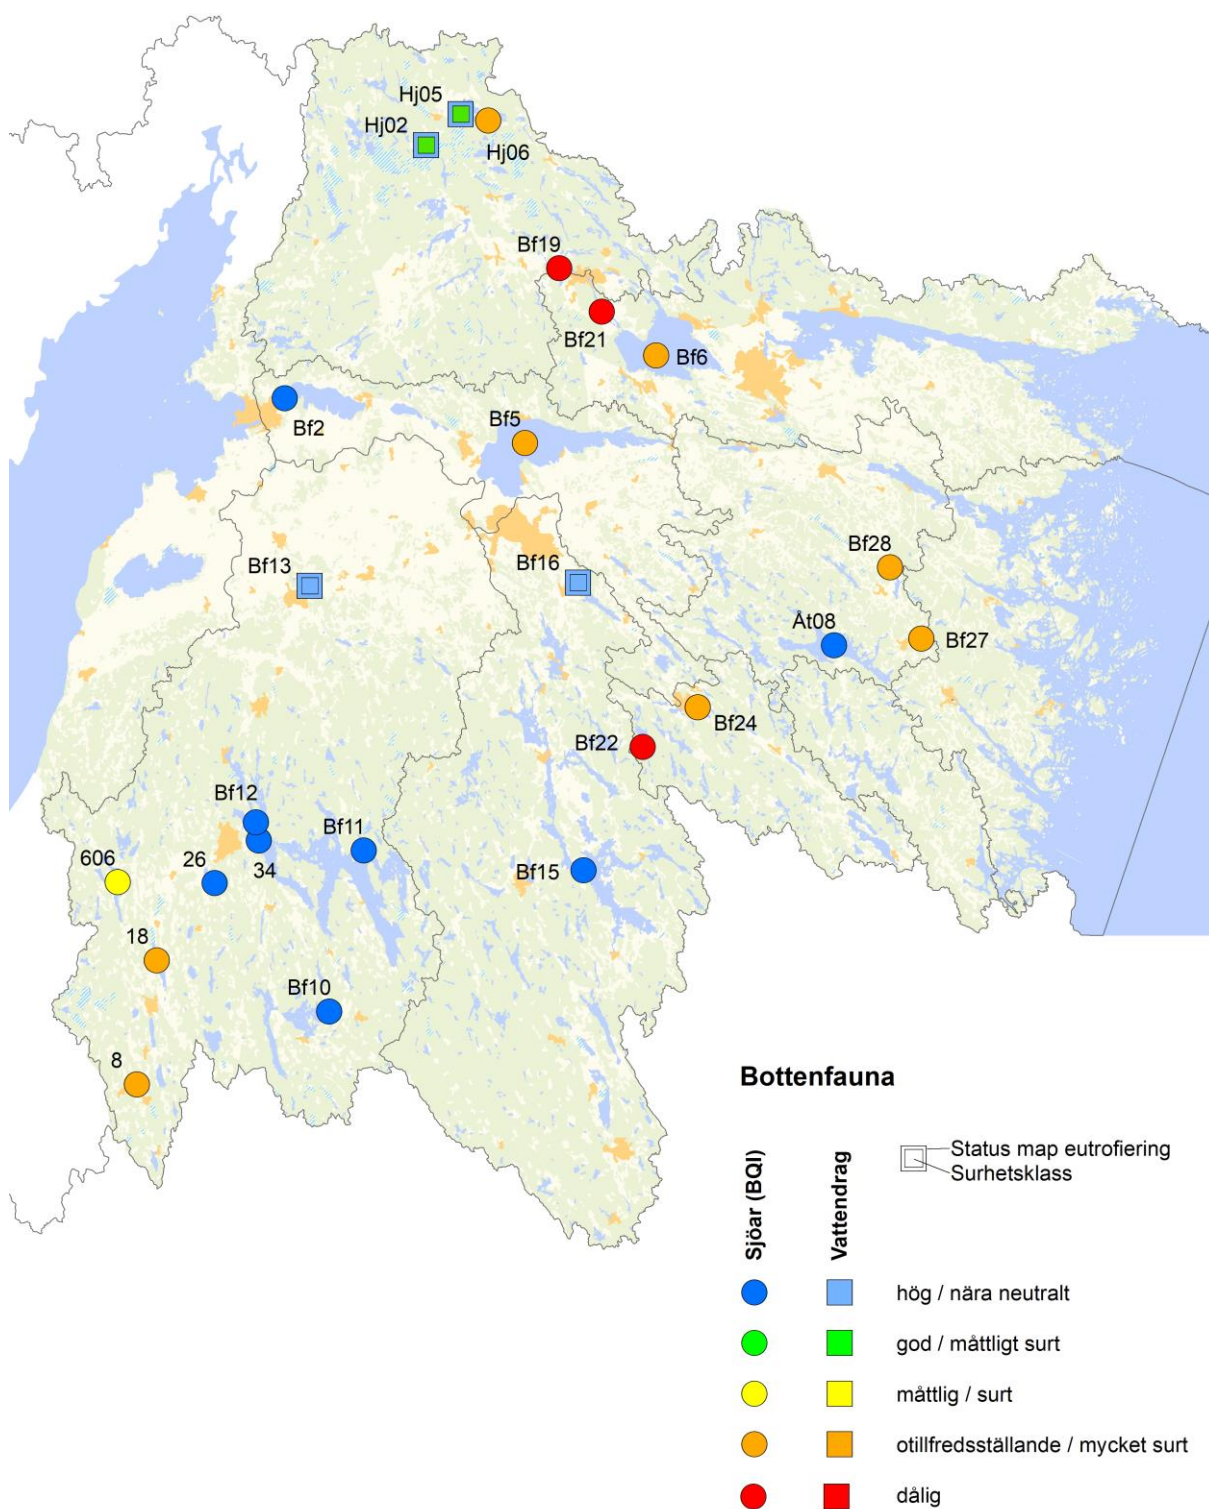 Hj05
Hj02
Hj06
Bf19
Bf21
Bf6
Bf2
Bf5
Bf13
Bf16
Bf28
Åt08
Bf27
Bf24
Bf22
Bf12
Bf11
606
26
34
Bf15
18
Bf10
8
Bottenfauna
Status map eutrofiering
Surhetsklass
Sjöar (BQI)
Vattendrag
hög / nära neutralt
god / måttligt surt
måttlig / surt
otillfredsställande / mycket surt
dålig